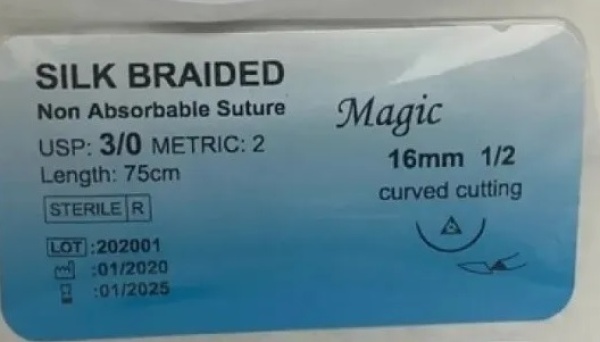 SILK BRAIDED
Non Absorbable Suture
USP: 3/0 METRIC: 2
Length: 75cm
STERILE R
LOT :202001
:01/2020
:01/2025
Magic
16mm 1/2
curved cutting